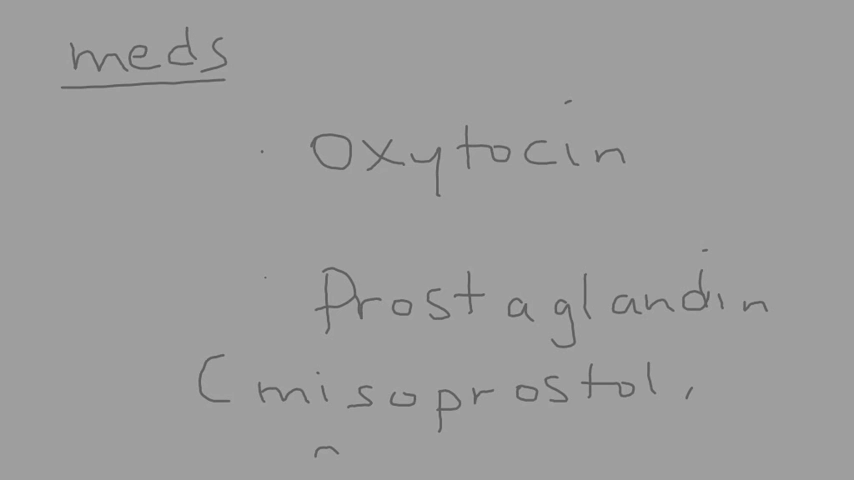 meds
· Oxytocin
· Prostaglandin
(misoprostol,